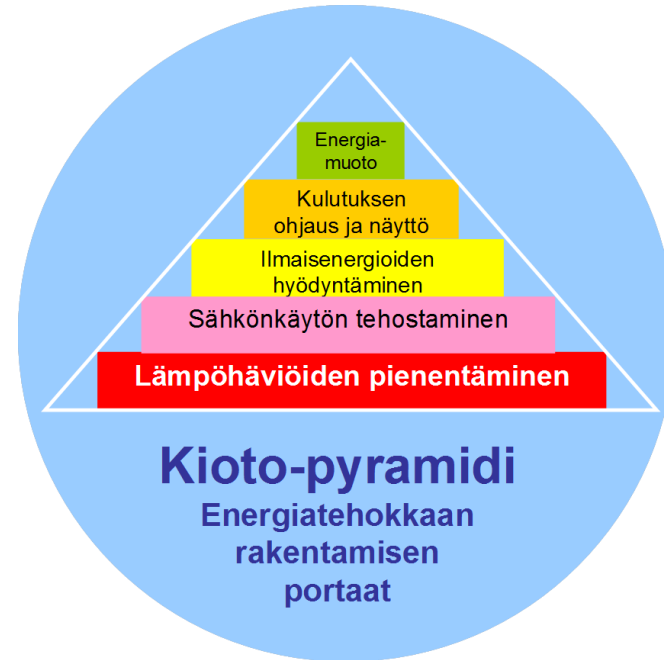 Energia-
muoto
Kulutuksen
ohjaus ja näyttö
Ilmaisenergioiden
hyödyntäminen
Sähkönkäytön tehostaminen
Lämpöhäviöiden pienentäminen
Kioto-pyramidi
Energiatehokkaan
rakentamisen
portaat